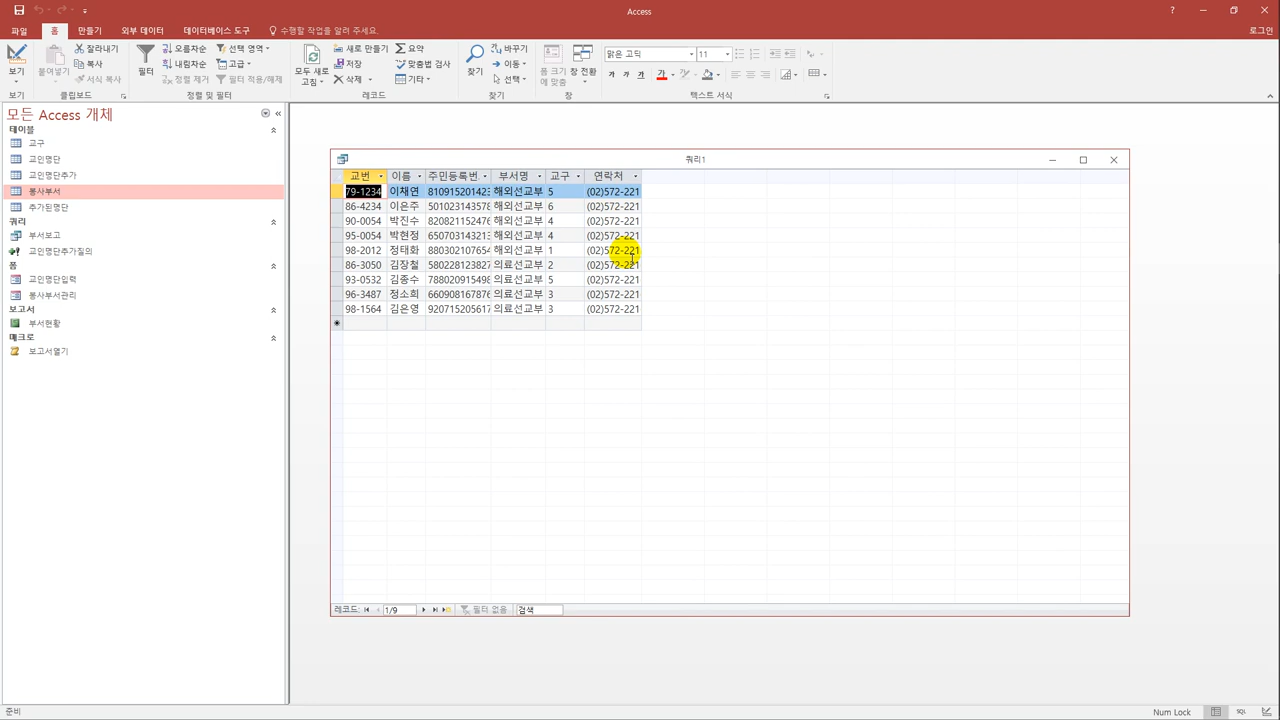 Access
?
파일 홈 만들기 외부 데이터 데이터베이스 도구 수행할 작업을 알려 주세요. 로그인
보기 붙여넣기 잘라내기 복사 서식 복사 필터 오름차순 내림차순 정렬 제거 선택 영역 고급 필터 적용/해제 모두 새로 고침 새로 만들기 저장 삭제 요약 맞춤법 검사 기타 찾기 바꾸기 이동 선택 폼 크기에 맞춤 창 전환 맑은 고딕 11 가 가 가
보기 클립보드 정렬 및 필터 레코드 찾기 창 텍스트 서식
모든 Access 개체
테이블
교구
교인명단
교인명단추가
봉사부서
추가된명단
쿼리
부서보고
교인명단추가질의
폼
교인명단입력
봉사부서관리
보고서
부서현황
매크로
보고서열기
쿼리1
교번 이름 주민등록번 부서명 교구 연락처
79-1234 이채연 810915201423 해외선교부 5 (02)572-221
86-4234 이은주 501023143578 해외선교부 6 (02)572-221
90-0054 박진수 820821152476 해외선교부 4 (02)572-221
95-0054 박현정 650703143213 해외선교부 4 (02)572-221
98-2012 정태화 880302107654 해외선교부 1 (02)572-221
86-3050 김장철 580228123827 의료선교부 2 (02)572-221
93-0532 김종수 788020915498 의료선교부 5 (02)572-221
96-3487 정소희 660908167876 의료선교부 3 (02)572-221
98-1564 김은영 920715205617 의료선교부 3 (02)572-221
레코드: 1/9 필터 없음 검색
준비 Num Lock SQL